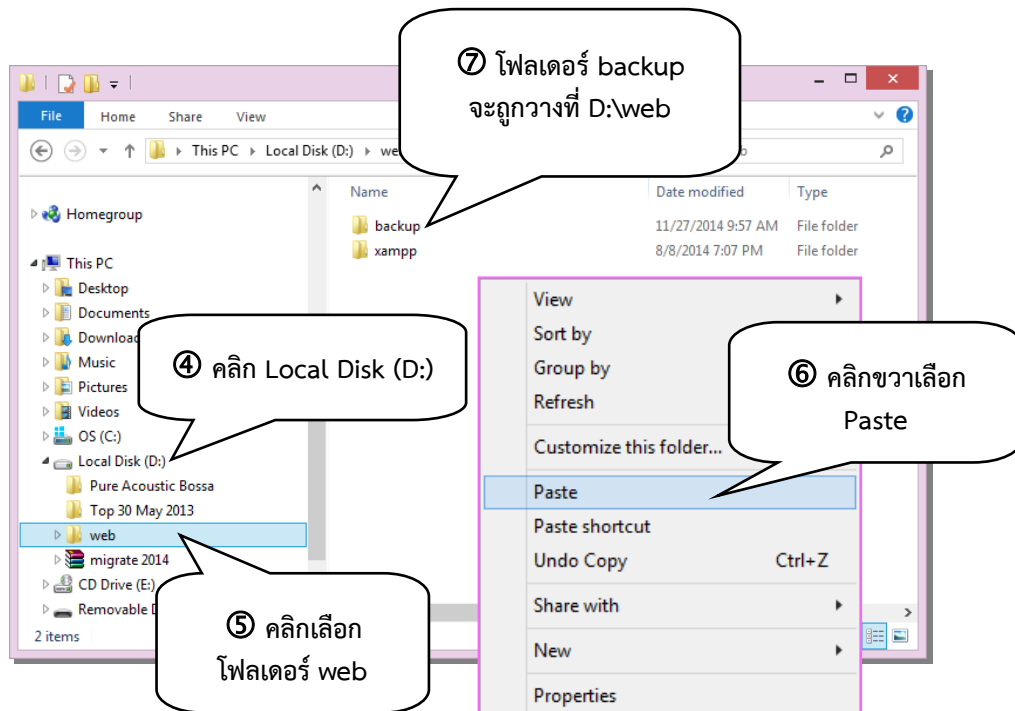 ⑦ โฟลเดอร์ backup
จะถูกวางที่ D:\web
File Home Share View
This PC Local Disk (D:)
Name Date modified Type
Homegroup
backup 11/27/2014 9:57 AM File folder
xampp 8/8/2014 7:07 PM File folder
This PC
Desktop
Documents
Music
Pictures
Videos
OS (C:)
Local Disk (D:)
Pure Acoustic Bossa
Top 30 May 2013
web
migrate 2014
CD Drive (E:)
Removable
2 items
④ คลิก Local Disk (D:)
⑤ คลิกเลือก
โฟลเดอร์ web
View
Sort by
Group by
Refresh
Customize this folder...
Paste
Paste shortcut
Undo Copy Ctrl+Z
Share with
New
Properties
⑥ คลิกขวาเลือก
Paste